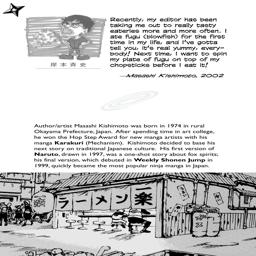 Recently, my editor has been
taking me out to really tasty
eateries more and more often. I
ate fugu (blowfish) for the first
time in my life, and I've gotta
tell you: it's real yummy, every-
body! Next time, I want to spin
my plate of fugu on top of my
chopsticks before I eat it!
岸本斉史
—Masashi Kishimoto, 2002
Author/artist Masashi Kishimoto was born in 1974 in rural
Okayama Prefecture, Japan. After spending time in art college,
he won the Hop Step Award for new manga artists with his
manga Karakuri (Mechanism). Kishimoto decided to base his
next story on traditional Japanese culture. His first version of
Naruto, drawn in 1997, was a one-shot story about fox spirits;
his final version, which debuted in Weekly Shonen Jump in
1999, quickly became the most popular ninja manga in Japan.
ラーメン楽